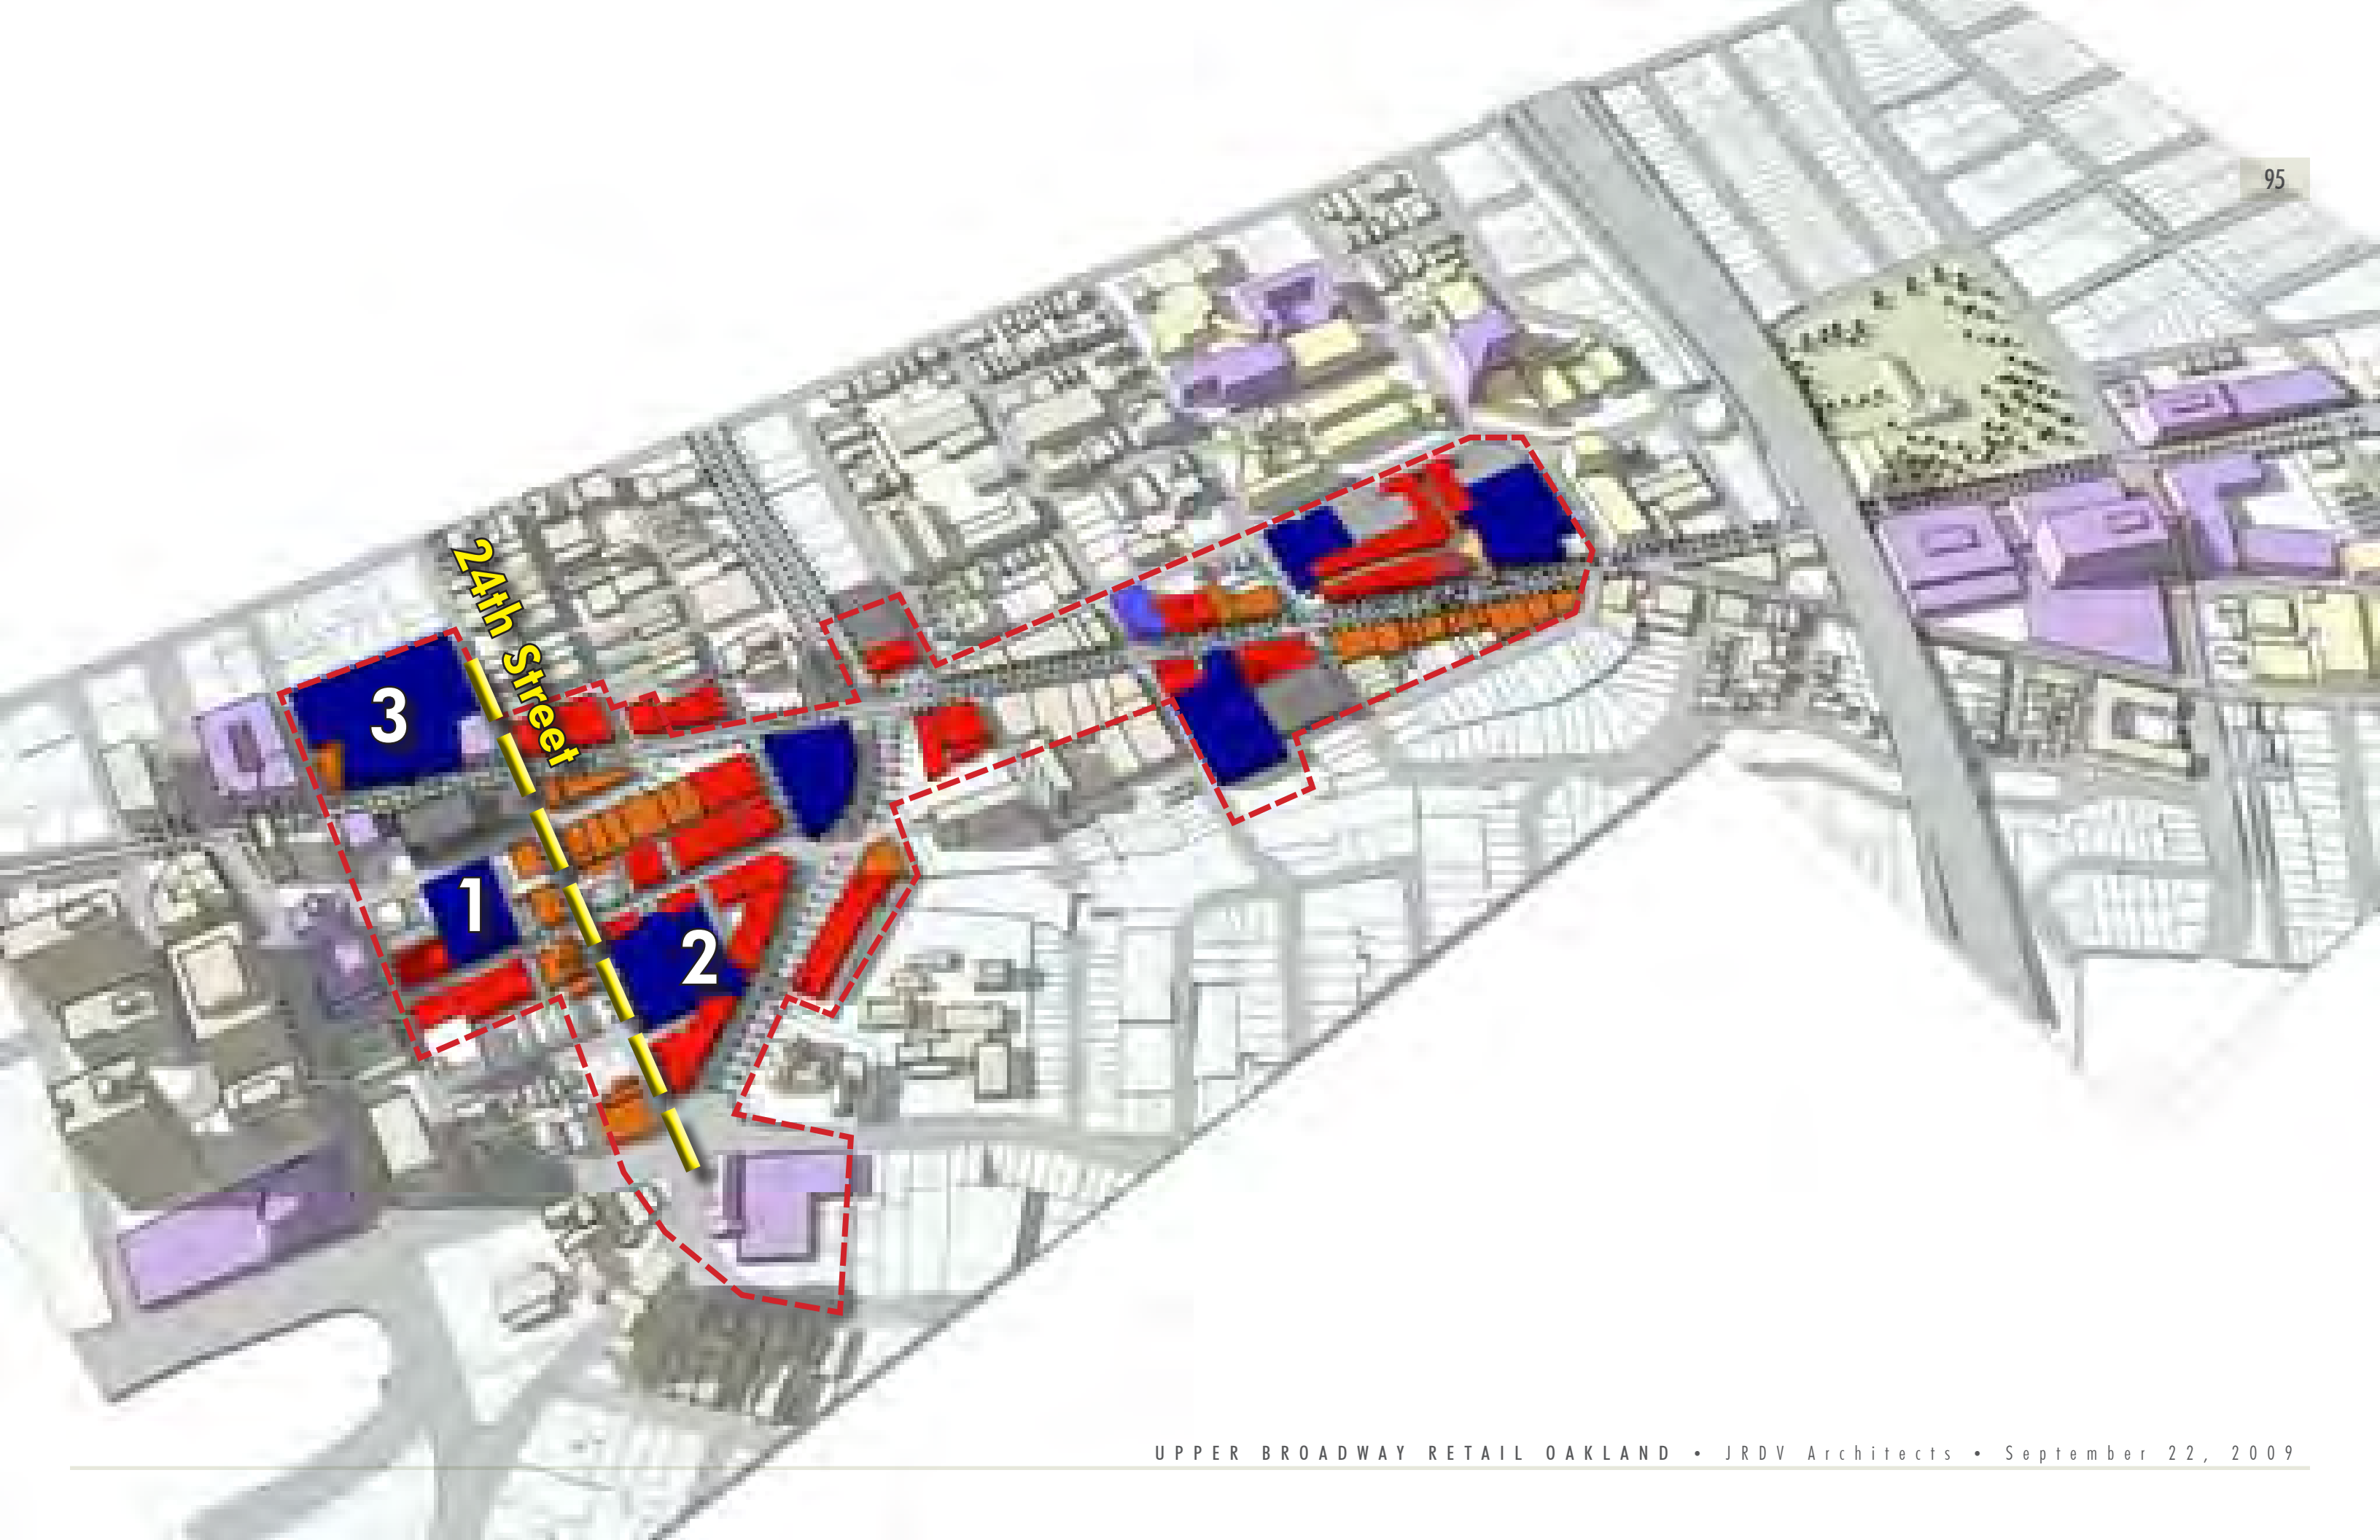 95
24th Street
3
1
2
UPPER BROADWAY RETAIL OAKLAND • JRDV Architects • September 22, 2009